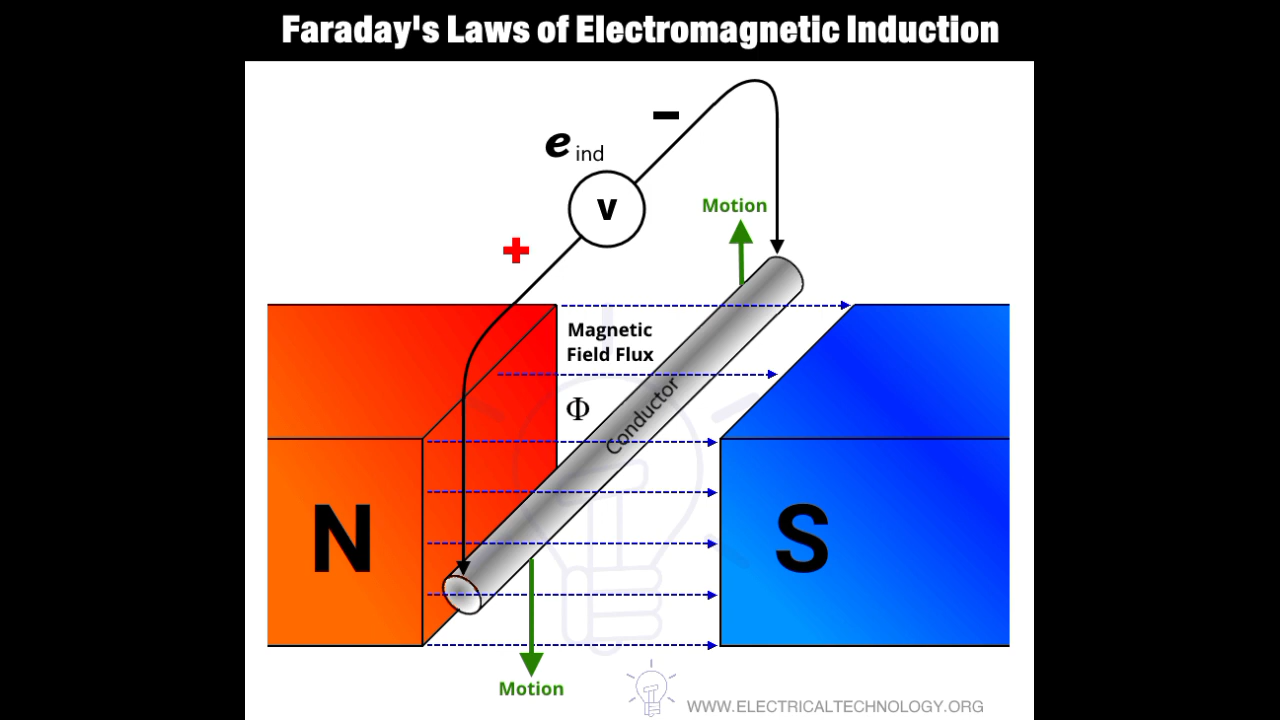 Faraday's Laws of Electromagnetic Induction
−
e ind
V
Motion
+
Magnetic
Field Flux
Φ
Conductor
N
S
Motion
WWW.ELECTRICALTECHNOLOGY.ORG